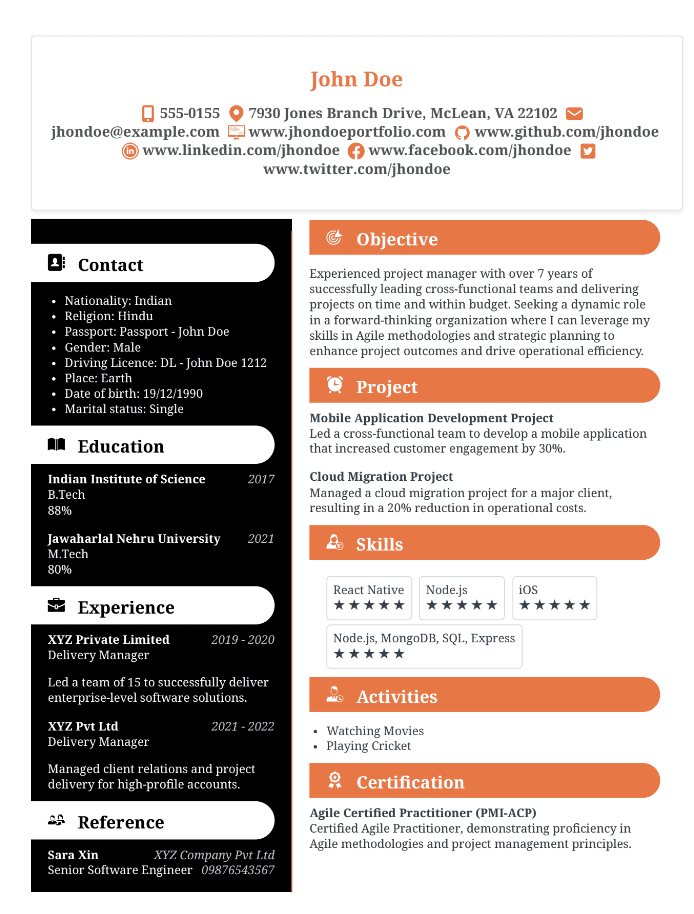 John Doe
555-0155 7930 Jones Branch Drive, McLean, VA 22102
jhondoe@example.com www.jhondoeportfolio.com www.github.com/jhondoe
www.linkedin.com/jhondoe www.facebook.com/jhondoe
www.twitter.com/jhondoe
Contact
• Nationality: Indian
• Religion: Hindu
• Passport: Passport - John Doe
• Gender: Male
• Driving Licence: DL - John Doe 1212
• Place: Earth
• Date of birth: 19/12/1990
• Marital status: Single
Education
Indian Institute of Science 2017
B.Tech
88%
Jawaharlal Nehru University 2021
M.Tech
80%
Experience
XYZ Private Limited 2019 - 2020
Delivery Manager
Led a team of 15 to successfully deliver
enterprise-level software solutions.
XYZ Pvt Ltd 2021 - 2022
Delivery Manager
Managed client relations and project
delivery for high-profile accounts.
Reference
Sara Xin XYZ Company Pvt Ltd
Senior Software Engineer 09876543567
Objective
Experienced project manager with over 7 years of
successfully leading cross-functional teams and delivering
projects on time and within budget. Seeking a dynamic role
in a forward-thinking organization where I can leverage my
skills in Agile methodologies and strategic planning to
enhance project outcomes and drive operational efficiency.
Project
Mobile Application Development Project
Led a cross-functional team to develop a mobile application
that increased customer engagement by 30%.
Cloud Migration Project
Managed a cloud migration project for a major client,
resulting in a 20% reduction in operational costs.
Skills
React Native Node.js iOS
★★★★★ ★★★★★ ★★★★★
Node.js, MongoDB, SQL, Express
★★★★★
Activities
• Watching Movies
• Playing Cricket
Certification
Agile Certified Practitioner (PMI-ACP)
Certified Agile Practitioner, demonstrating proficiency in
Agile methodologies and project management principles.